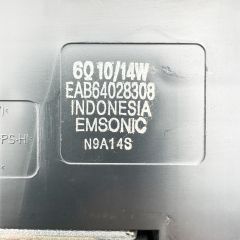 6Ω 10/14W
EAB64028308
INDONESIA
EMSONIC
N9A14S